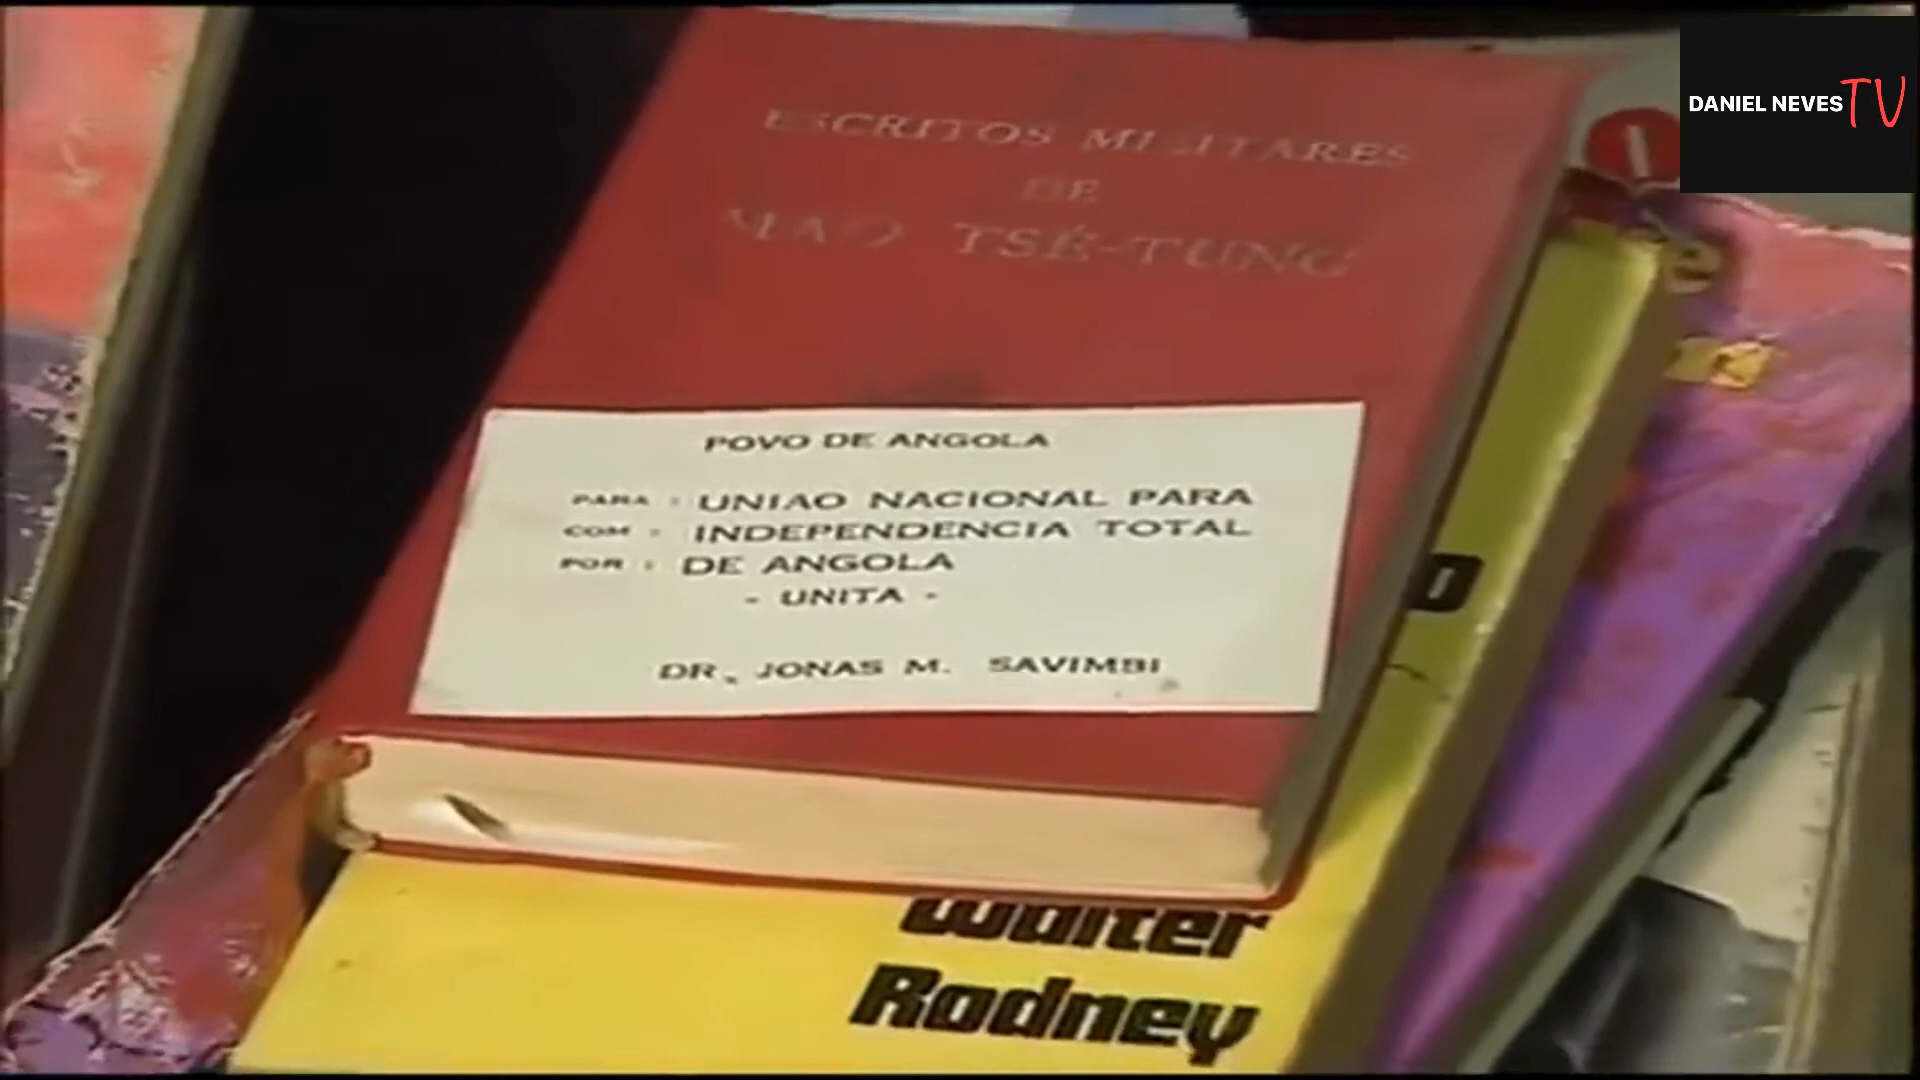 DANIEL NEVES TV
ESCRITOS MILITARES
DE
MAO TSÉ-TUNG
POVO DE ANGOLA
PARA : UNIAO NACIONAL PARA
COM : INDEPENDENCIA TOTAL
POR : DE ANGOLA
- UNITA -
DR. JONAS M. SAVIMBI
Walter
Rodney